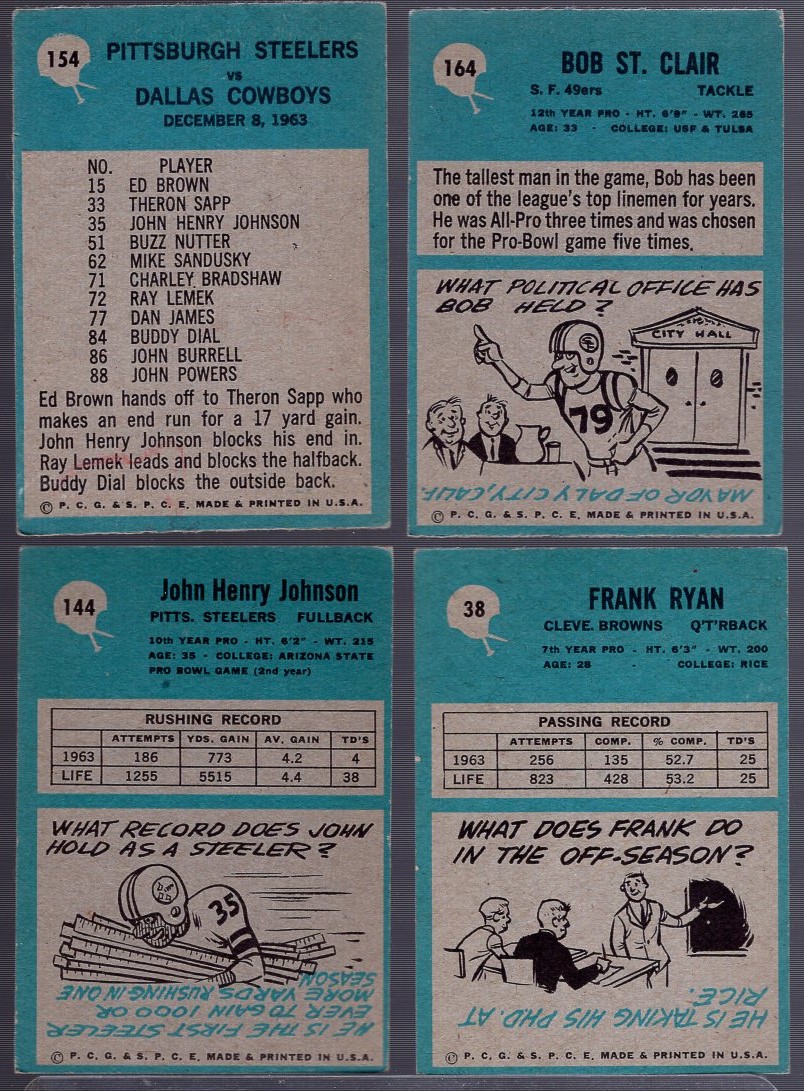 154
PITTSBURGH STEELERS
vs
DALLAS COWBOYS
DECEMBER 8, 1963
NO. PLAYER
15 ED BROWN
33 THERON SAPP
35 JOHN HENRY JOHNSON
51 BUZZ NUTTER
62 MIKE SANDUSKY
71 CHARLEY BRADSHAW
72 RAY LEMEK
77 DAN JAMES
84 BUDDY DIAL
86 JOHN BURRELL
88 JOHN POWERS
Ed Brown hands off to Theron Sapp who
makes an end run for a 17 yard gain.
John Henry Johnson blocks his end in.
Ray Lemek leads and blocks the halfback.
Buddy Dial blocks the outside back.
© P. C. G. & S. P. C. E. MADE & PRINTED IN U.S.A.
164
BOB ST. CLAIR
S. F. 49ers TACKLE
12th YEAR PRO - HT. 6'9" - WT. 265
AGE: 33 - COLLEGE: USF & TULSA
The tallest man in the game, Bob has been
one of the league's top linemen for years.
He was All-Pro three times and was chosen
for the Pro-Bowl game five times.
WHAT POLITICAL OFFICE HAS
BOB HELD?
CITY HALL
79
MAYOR OF DALY CITY, CALIF.
© P. C. G. & S. P. C. E. MADE & PRINTED IN U.S.A.
144
John Henry Johnson
PITTS. STEELERS FULLBACK
10th YEAR PRO - HT. 6'2" - WT. 215
AGE: 35 - COLLEGE: ARIZONA STATE
PRO BOWL GAME (2nd year)
RUSHING RECORD
ATTEMPTS YDS. GAIN AV. GAIN TD'S
1963 186 773 4.2 4
LIFE 1255 5515 4.4 38
WHAT RECORD DOES JOHN
HOLD AS A STEELER?
35
HE IS THE FIRST STEELER
EVER TO GAIN 1000 OR
MORE YARDS RUSHING IN ONE
SEASON
© P. C. G. & S. P. C. E. MADE & PRINTED IN U.S.A.
38
FRANK RYAN
CLEVE. BROWNS Q'T'RBACK
7th YEAR PRO - HT. 6'3" - WT. 200
AGE: 28 - COLLEGE: RICE
PASSING RECORD
ATTEMPTS COMP. % COMP. TD'S
1963 256 135 52.7 25
LIFE 823 428 53.2 25
WHAT DOES FRANK DO
IN THE OFF-SEASON?
HE IS TAKING HIS PHD. AT
RICE.
© P. C. G. & S. P. C. E. MADE & PRINTED IN U.S.A.